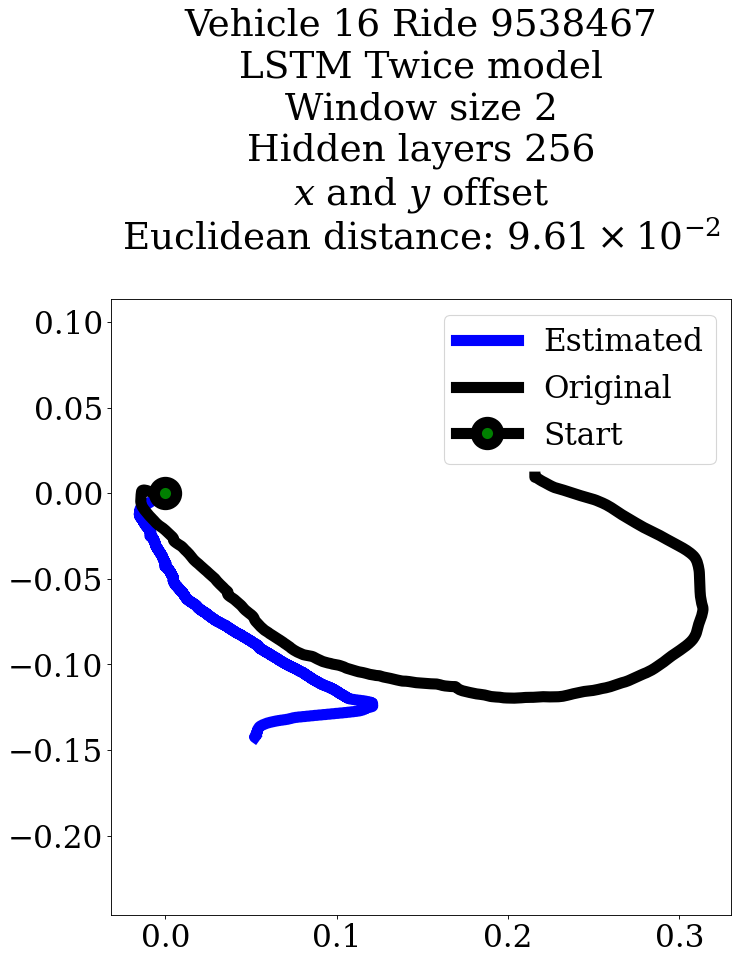 Vehicle 16 Ride 9538467
LSTM Twice model
Window size 2
Hidden layers 256
x and y offset
Euclidean distance: 9.61 × 10⁻²
Estimated
Original
Start
0.10
0.05
0.00
−0.05
−0.10
−0.15
−0.20
0.0 0.1 0.2 0.3